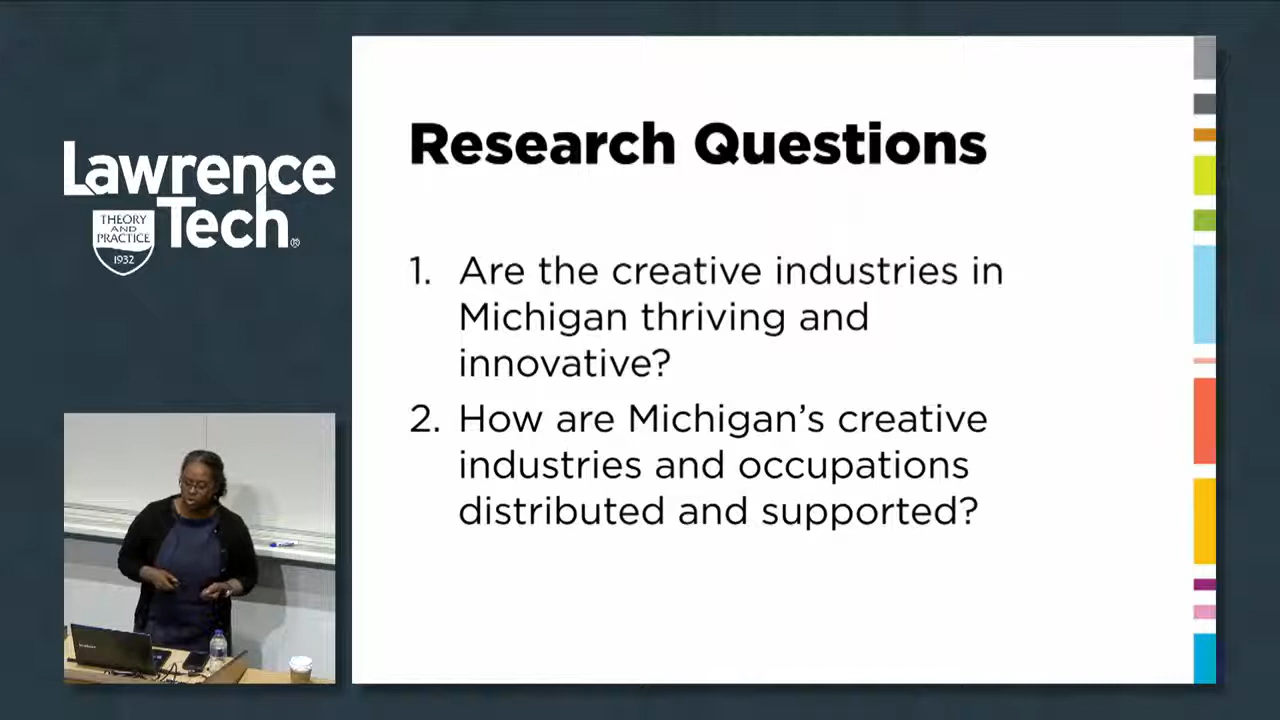 Lawrence
Tech®
THEORY
AND
PRACTICE
1932
Research Questions
1. Are the creative industries in
Michigan thriving and
innovative?
2. How are Michigan’s creative
industries and occupations
distributed and supported?